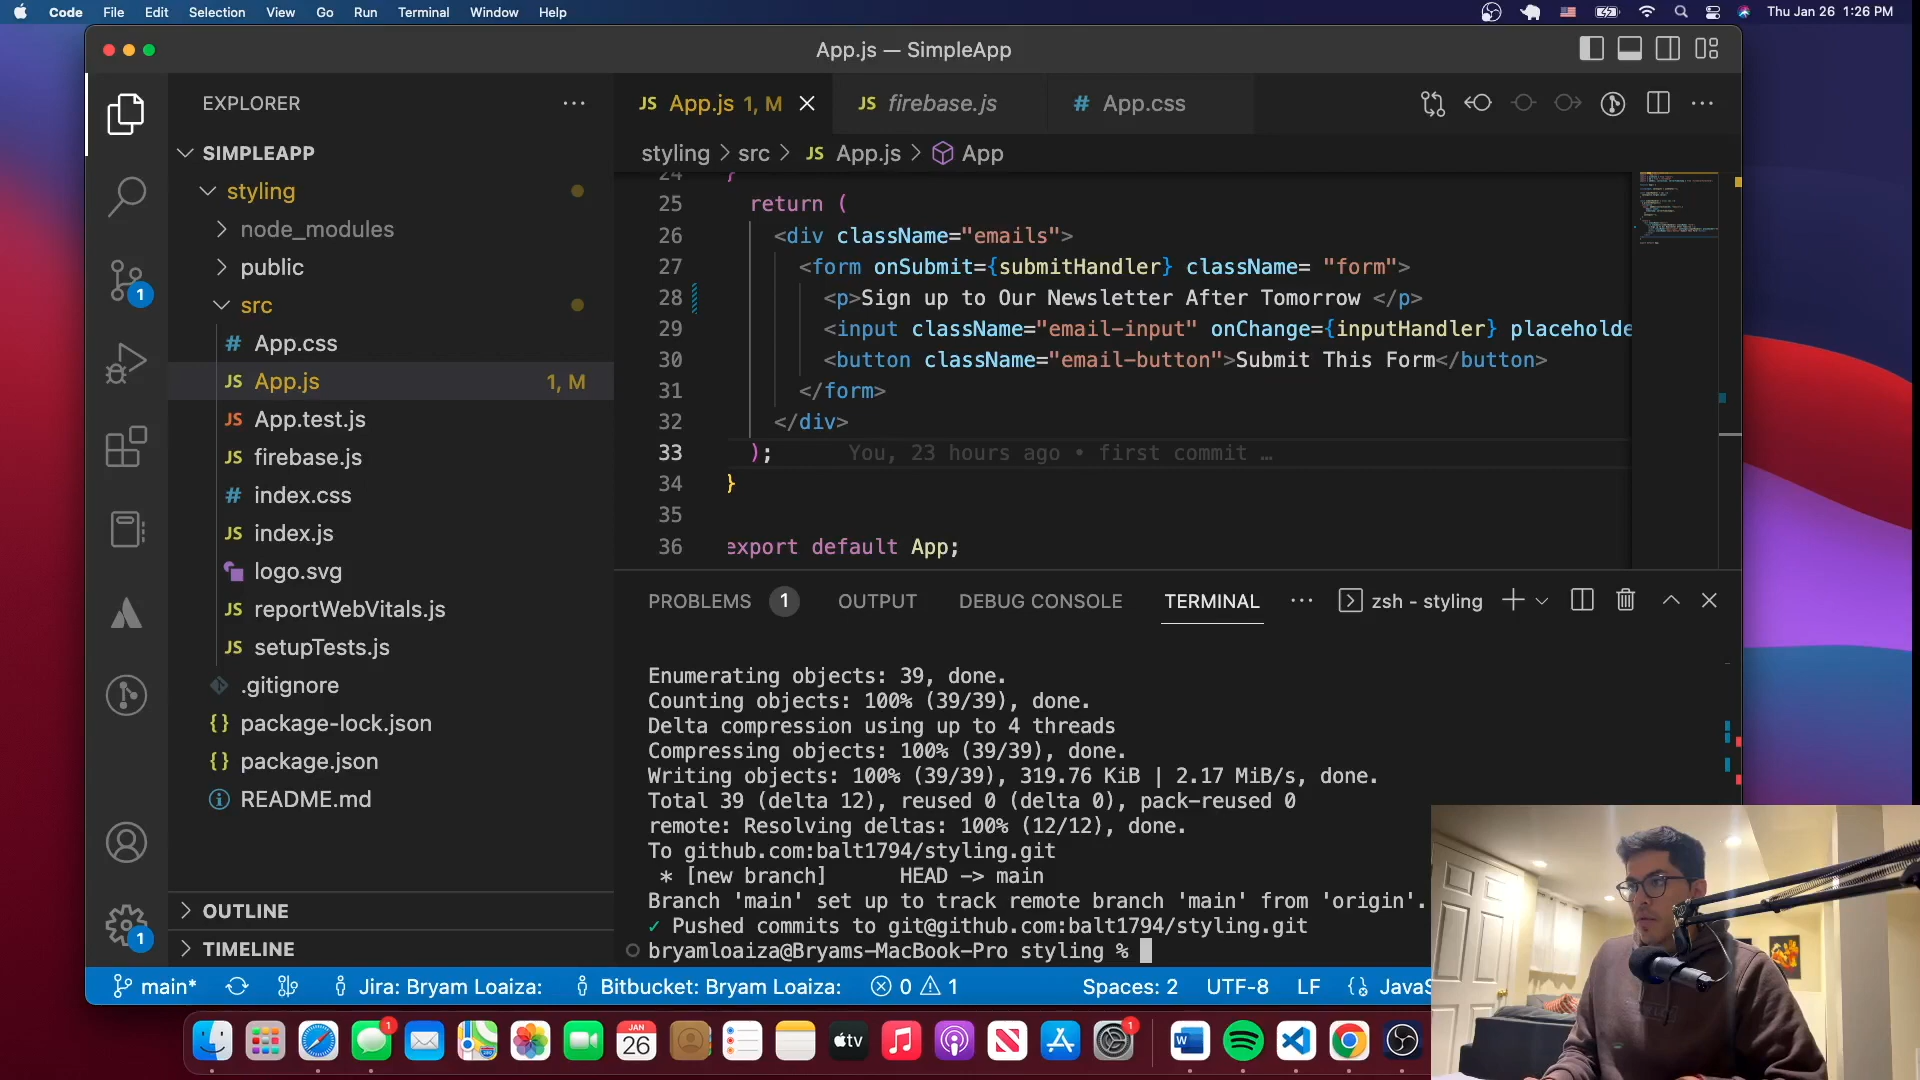 Code File Edit Selection View Go Run Terminal Window Help Thu Jan 26 1:26 PM
App.js — SimpleApp
EXPLORER
SIMPLEAPP
styling
node_modules
public
src
App.css
App.js 1, M
App.test.js
firebase.js
index.css
index.js
logo.svg
reportWebVitals.js
setupTests.js
.gitignore
package-lock.json
package.json
README.md
OUTLINE
TIMELINE
1
1
JS App.js 1, M JS firebase.js # App.css
styling > src > JS App.js > App
24 }
25 return (
26 <div className="emails">
27 <form onSubmit={submitHandler} className= "form">
28 <p>Sign up to Our Newsletter After Tomorrow </p>
29 <input className="email-input" onChange={inputHandler} placeholde
30 <button className="email-button">Submit This Form</button>
31 </form>
32 </div>
33 ); You, 23 hours ago • first commit …
34 }
35
36 export default App;
PROBLEMS 1 OUTPUT DEBUG CONSOLE TERMINAL zsh - styling
Enumerating objects: 39, done.
Counting objects: 100% (39/39), done.
Delta compression using up to 4 threads
Compressing objects: 100% (39/39), done.
Writing objects: 100% (39/39), 319.76 KiB | 2.17 MiB/s, done.
Total 39 (delta 12), reused 0 (delta 0), pack-reused 0
remote: Resolving deltas: 100% (12/12), done.
To github.com:balt1794/styling.git
* [new branch] HEAD -> main
Branch 'main' set up to track remote branch 'main' from 'origin'.
✓ Pushed commits to git@github.com:balt1794/styling.git
bryamloaiza@Bryams-MacBook-Pro styling %
main* Jira: Bryam Loaiza: Bitbucket: Bryam Loaiza: 0 1 Spaces: 2 UTF-8 LF {} JavaS
1 JAN 26 tv 1 W